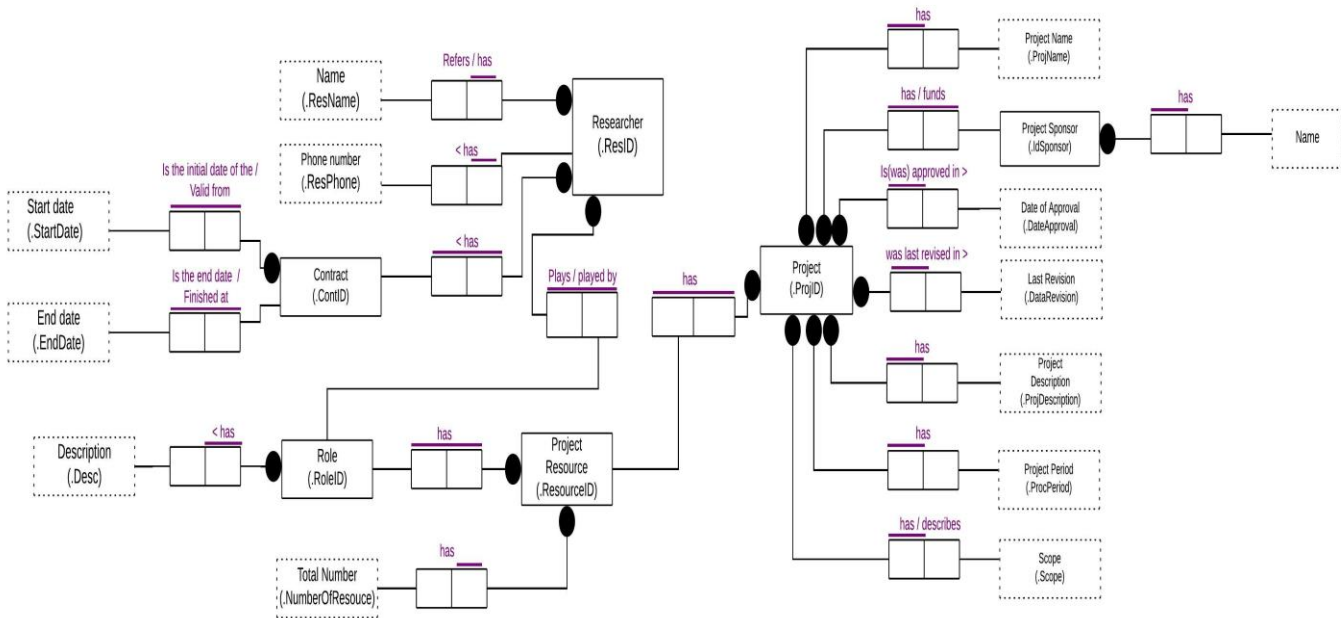 has
Project Name
(.ProjName)
Refers / has
Name
(.ResName)
Researcher
(.ResID)
has / funds
Project Sponsor
(.IdSponsor)
has
Name
Phone number
(.ResPhone)
< has
Is the initial date of the /
Valid from
Start date
(.StartDate)
Is(was) approved in >
Date of Approval
(.DateApproval)
Contract
(.ContID)
< has
Is the end date /
Finished at
End date
(.EndDate)
Plays / played by
has
Project
(.ProjID)
was last revised in >
Last Revision
(.DataRevision)
has
Project
Description
(.ProjDescription)
Description
(.Desc)
< has
Role
(.RoleID)
has
Project
Resource
(.ResourceID)
has
Project Period
(.ProcPeriod)
has
Total Number
(.NumberOfResouce)
has / describes
Scope
(.Scope)